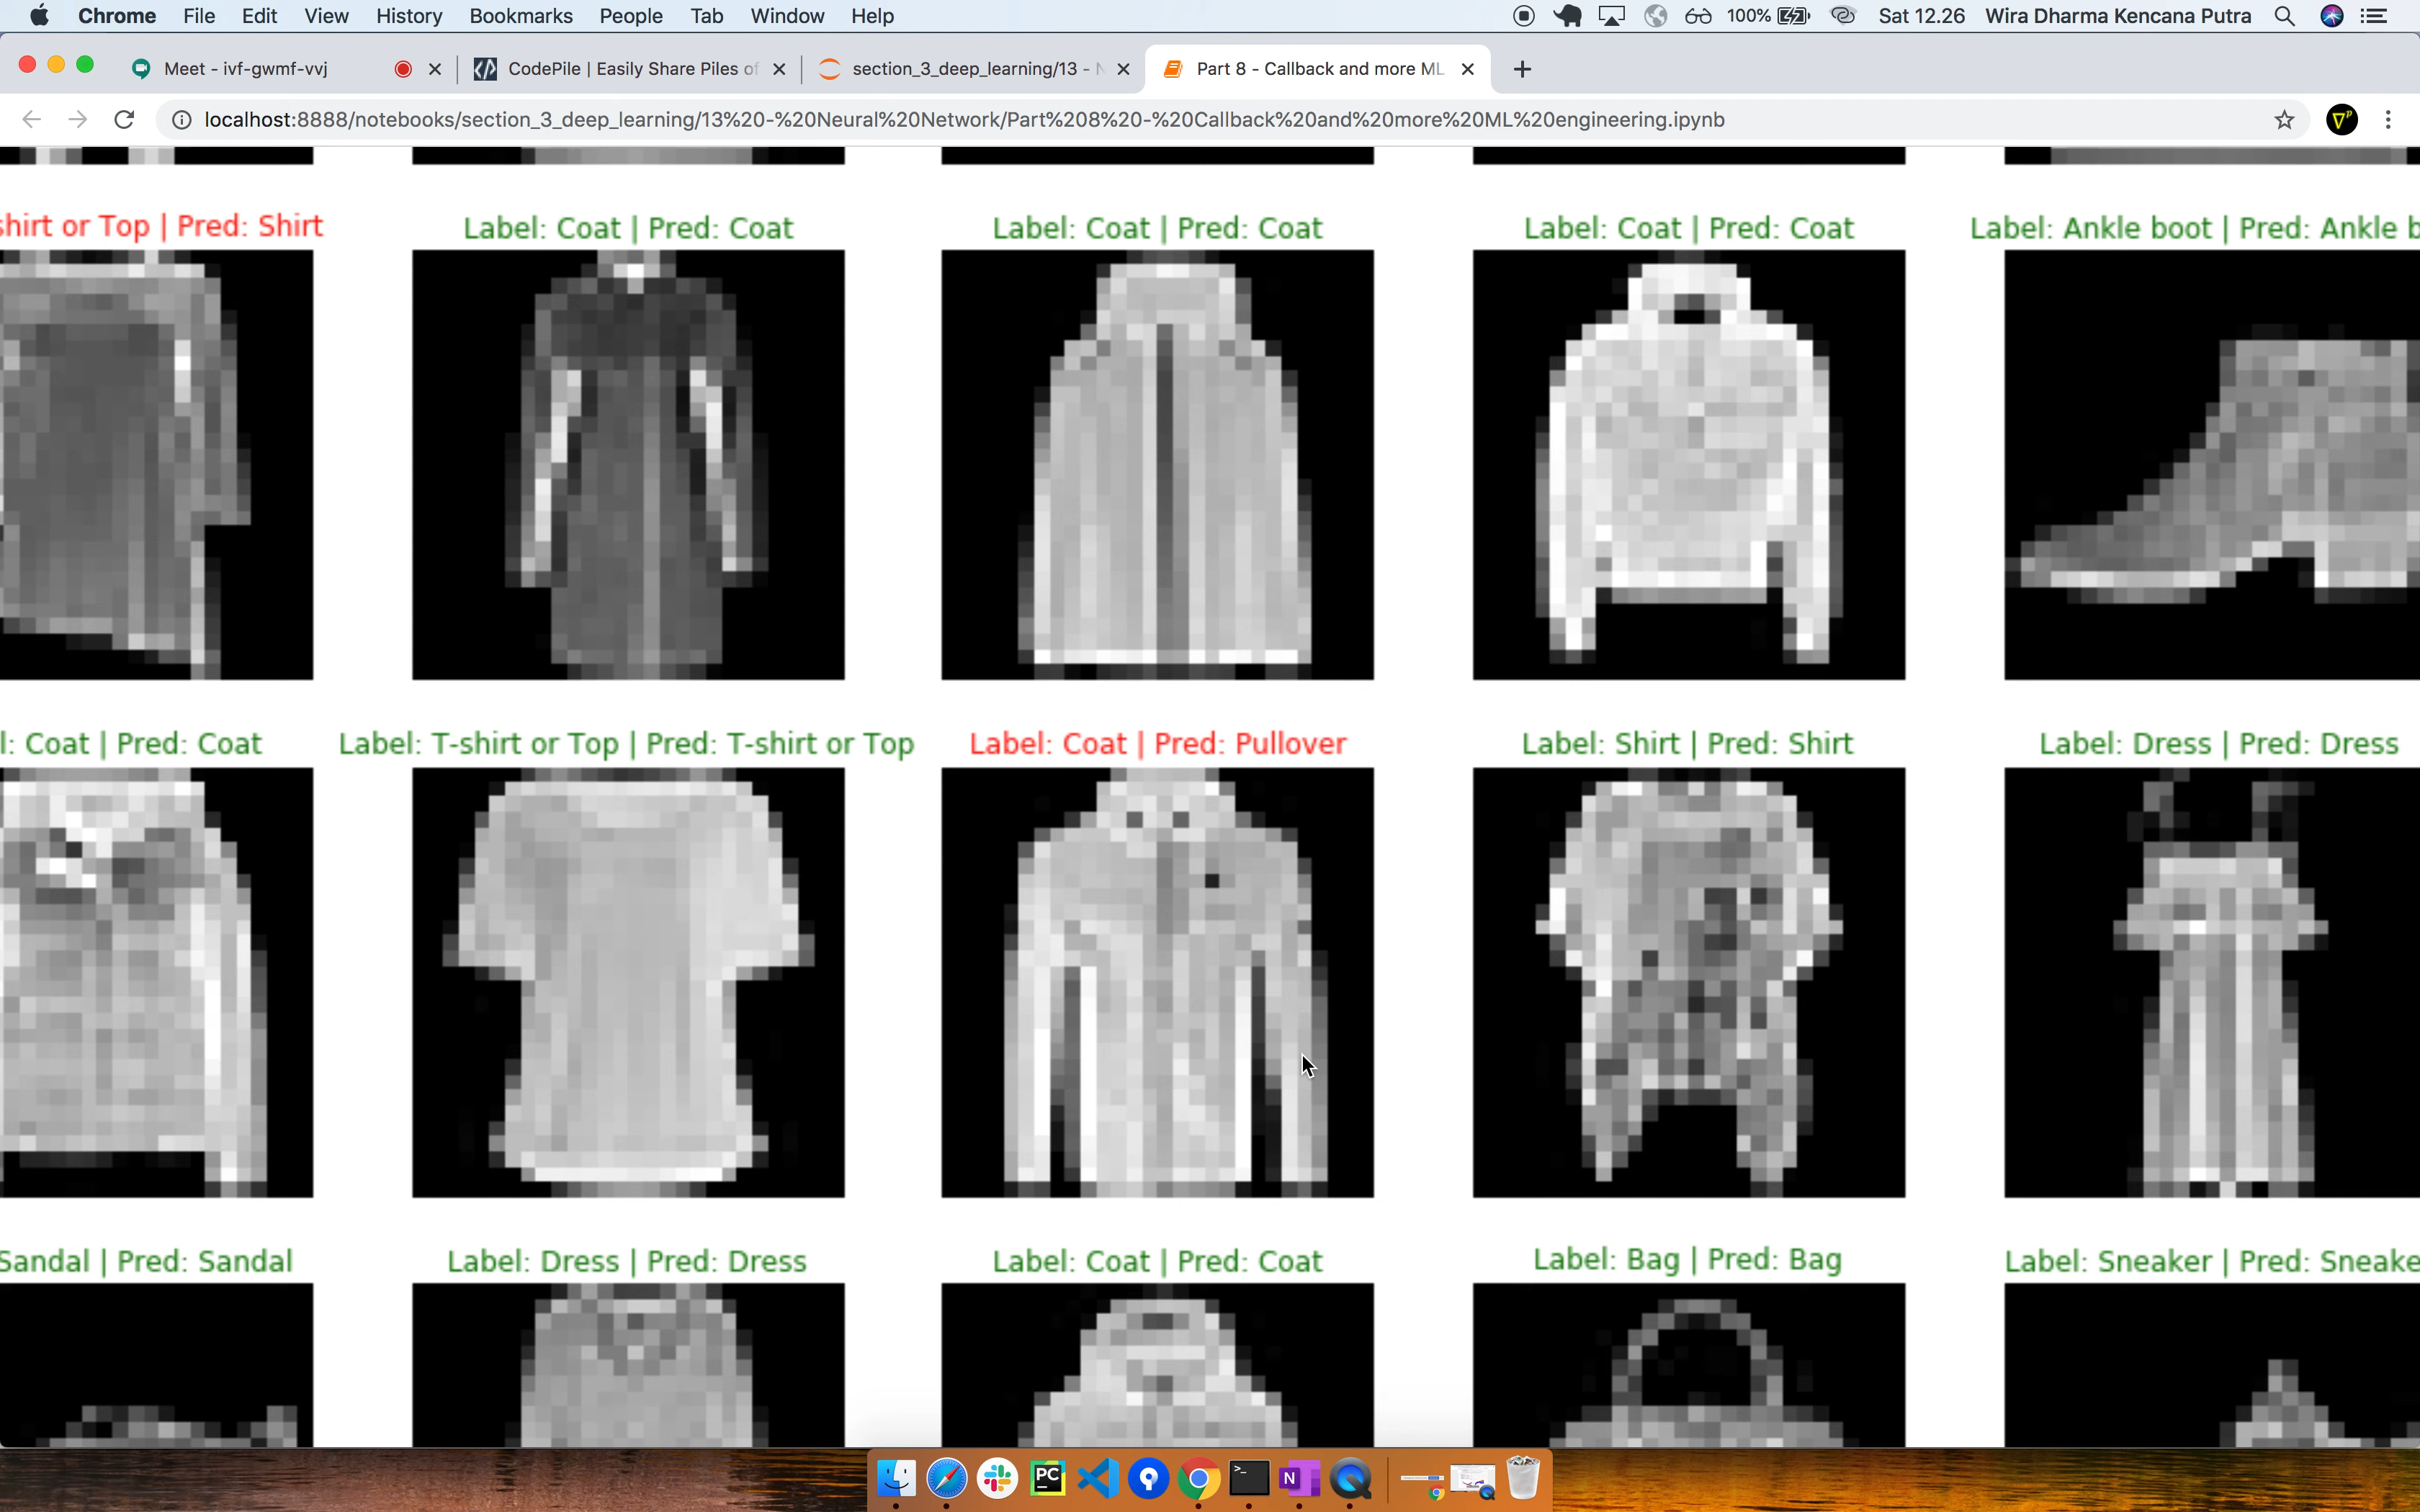 Chrome File Edit View History Bookmarks People Tab Window Help 100% Sat 12.26 Wira Dharma Kencana Putra
Meet - ivf-gwmf-vvj CodePile | Easily Share Piles of section_3_deep_learning/13 - Part 8 - Callback and more ML
localhost:8888/notebooks/section_3_deep_learning/13%20-%20Neural%20Network/Part%208%20-%20Callback%20and%20more%20ML%20engineering.ipynb
shirt or Top | Pred: Shirt Label: Coat | Pred: Coat Label: Coat | Pred: Coat Label: Coat | Pred: Coat Label: Ankle boot | Pred: Ankle b
l: Coat | Pred: Coat Label: T-shirt or Top | Pred: T-shirt or Top Label: Coat | Pred: Pullover Label: Shirt | Pred: Shirt Label: Dress | Pred: Dress
Sandal | Pred: Sandal Label: Dress | Pred: Dress Label: Coat | Pred: Coat Label: Bag | Pred: Bag Label: Sneaker | Pred: Sneake
PC >_ N